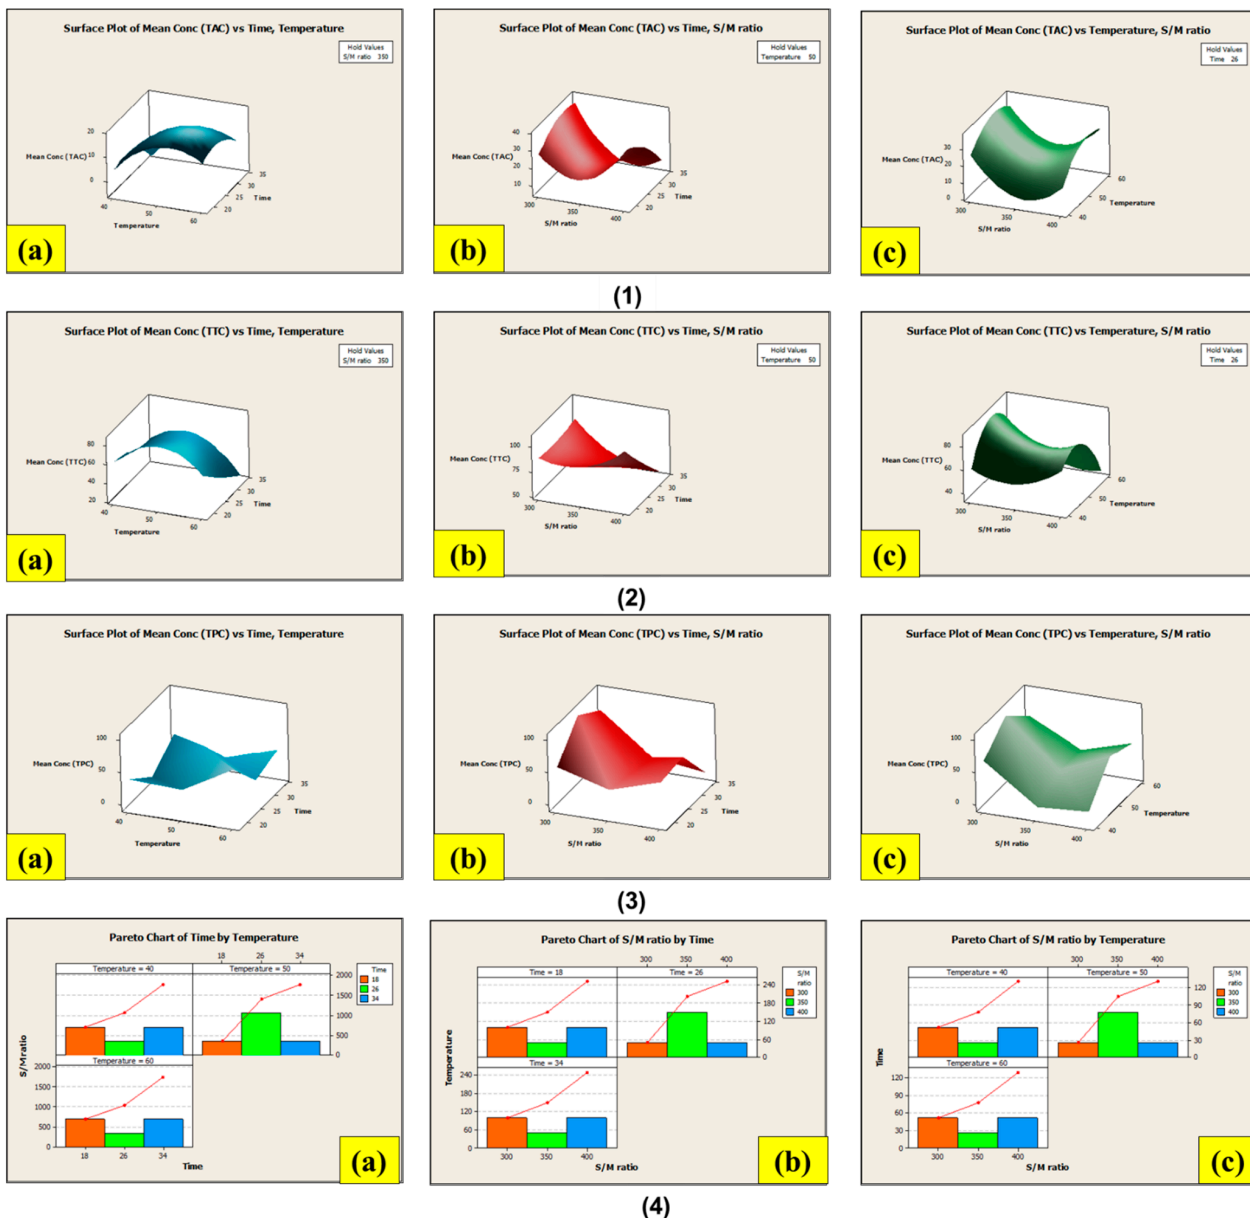 Surface Plot of Mean Conc (TAC) vs Time, Temperature
Hold Values
S/M ratio 350
20
10
0
Mean Conc (TAC)
40
50
60
Temperature
20
25
30
35
Time
(a)
Surface Plot of Mean Conc (TAC) vs Time, S/M ratio
Hold Values
Temperature 50
40
30
20
10
Mean Conc (TAC)
300
350
400
S/M ratio
20
25
30
35
Time
(b)
Surface Plot of Mean Conc (TAC) vs Temperature, S/M ratio
Hold Values
Time 26
30
20
10
0
Mean Conc (TAC)
300
350
400
S/M ratio
40
50
60
Temperature
(c)
(1)
Surface Plot of Mean Conc (TTC) vs Time, Temperature
Hold Values
S/M ratio 350
80
60
40
20
Mean Conc (TTC)
40
50
60
Temperature
20
25
30
35
Time
(a)
Surface Plot of Mean Conc (TTC) vs Time, S/M ratio
Hold Values
Temperature 50
100
75
50
Mean Conc (TTC)
300
350
400
S/M ratio
20
25
30
35
Time
(b)
Surface Plot of Mean Conc (TTC) vs Temperature, S/M ratio
Hold Values
Time 26
80
60
40
Mean Conc (TTC)
300
350
400
S/M ratio
40
50
60
Temperature
(c)
(2)
Surface Plot of Mean Conc (TPC) vs Time, Temperature
100
50
0
Mean Conc (TPC)
40
50
60
Temperature
20
25
30
35
Time
(a)
Surface Plot of Mean Conc (TPC) vs Time, S/M ratio
100
50
0
Mean Conc (TPC)
300
350
400
S/M ratio
20
25
30
35
Time
(b)
Surface Plot of Mean Conc (TPC) vs Temperature, S/M ratio
100
50
0
Mean Conc (TPC)
300
350
400
S/M ratio
40
50
60
Temperature
(c)
(3)
Pareto Chart of Time by Temperature
18 26 34
Temperature = 40
Temperature = 50
2000
1500
1000
500
0
Time
18
26
34
S/Mratio
Temperature = 60
2000
1500
1000
500
0
18 26 34
Time
(a)
Pareto Chart of S/M ratio by Time
300 350 400
Time = 18
Time = 26
240
180
120
60
0
S/M
ratio
300
350
400
Temperature
Time = 34
240
180
120
60
0
300 350 400
S/M ratio
(b)
Pareto Chart of S/M ratio by Temperature
300 350 400
Temperature = 40
Temperature = 50
120
90
60
30
0
S/M
ratio
300
350
400
Time
Temperature = 60
120
90
60
30
0
300 350 400
S/M ratio
(c)
(4)